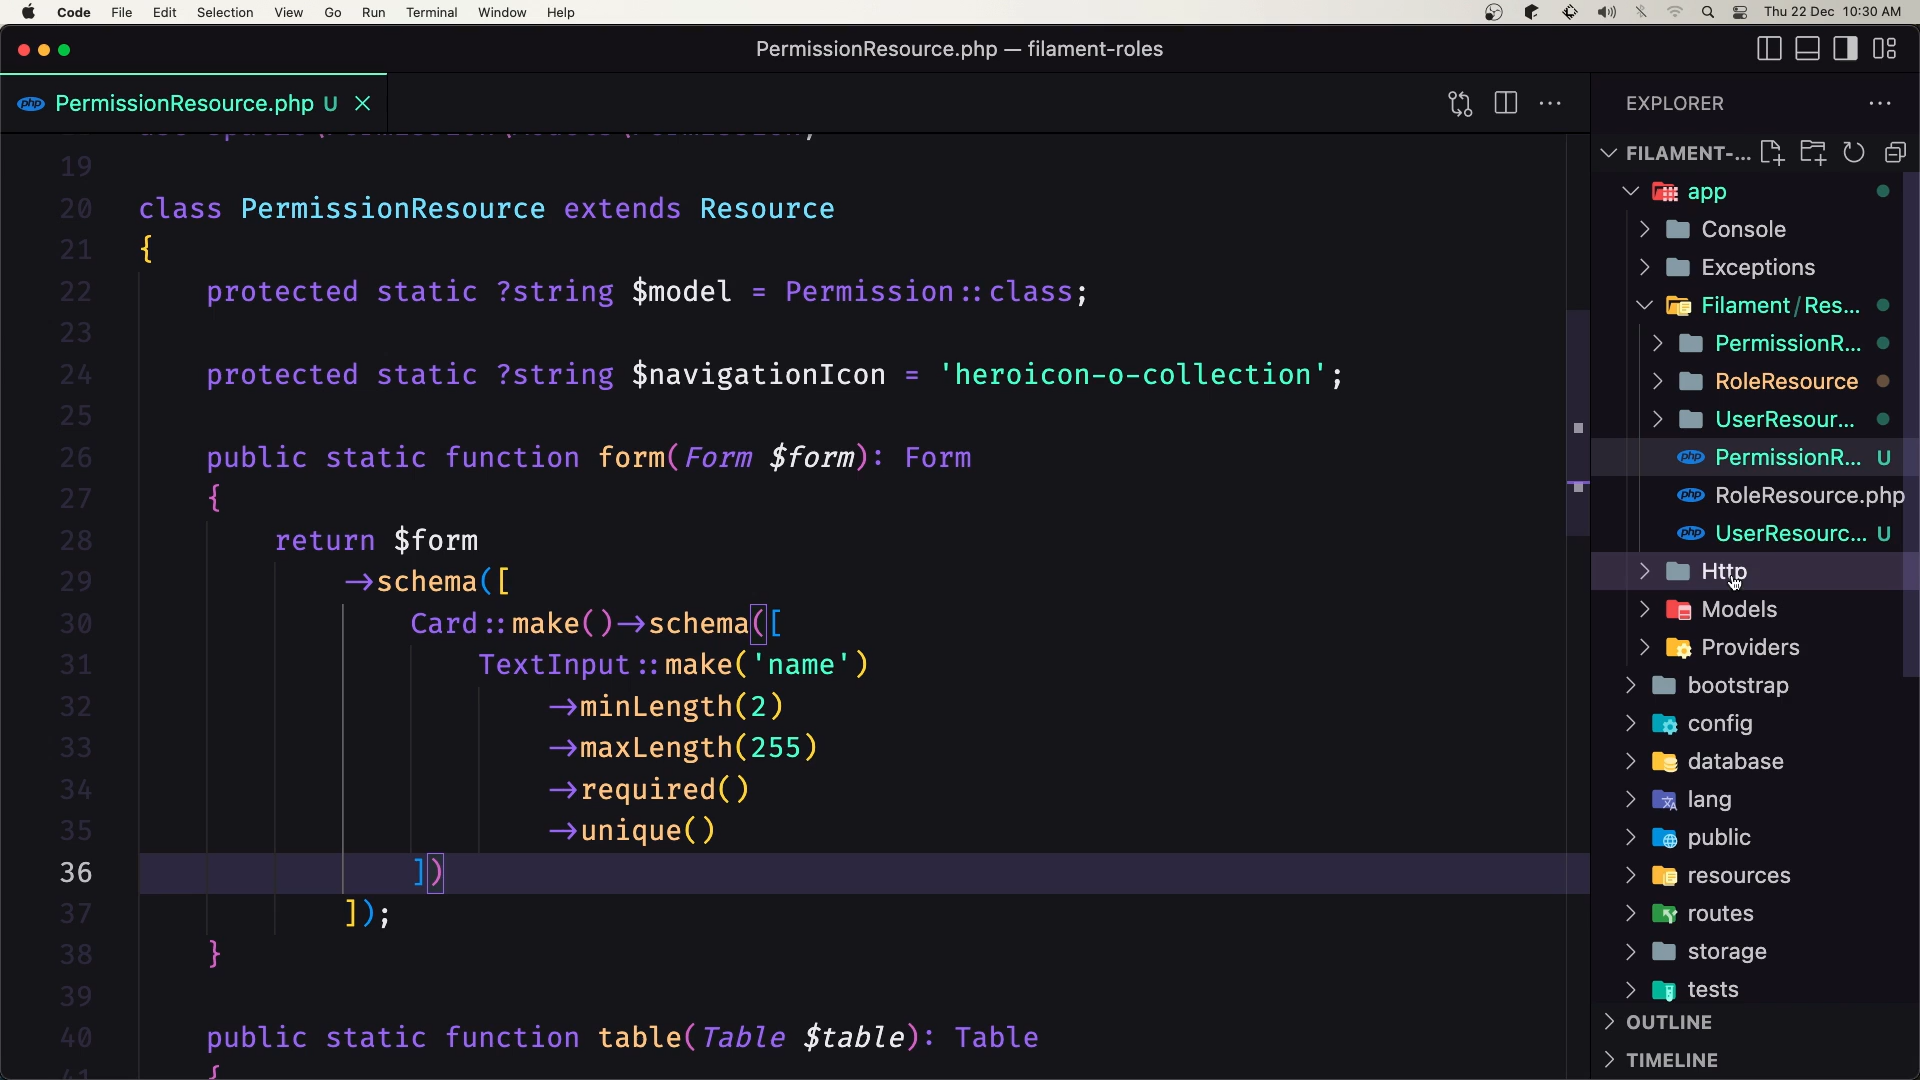 Code File Edit Selection View Go Run Terminal Window Help Thu 22 Dec 10:30 AM
PermissionResource.php — filament-roles
php PermissionResource.php U
19
20 class PermissionResource extends Resource
21 {
22 protected static ?string $model = Permission::class;
23
24 protected static ?string $navigationIcon = 'heroicon-o-collection';
25
26 public static function form(Form $form): Form
27 {
28 return $form
29 ->schema([
30 Card::make()->schema([
31 TextInput::make('name')
32 ->minLength(2)
33 ->maxLength(255)
34 ->required()
35 ->unique()
36 ])
37 ]);
38 }
39
40 public static function table(Table $table): Table
41 {
EXPLORER
FILAMENT-...
app
Console
Exceptions
Filament/Res...
PermissionR...
RoleResource
UserResour...
php PermissionR... U
php RoleResource.php
php UserResourc... U
Http
Models
Providers
bootstrap
config
database
lang
public
resources
routes
storage
tests
OUTLINE
TIMELINE